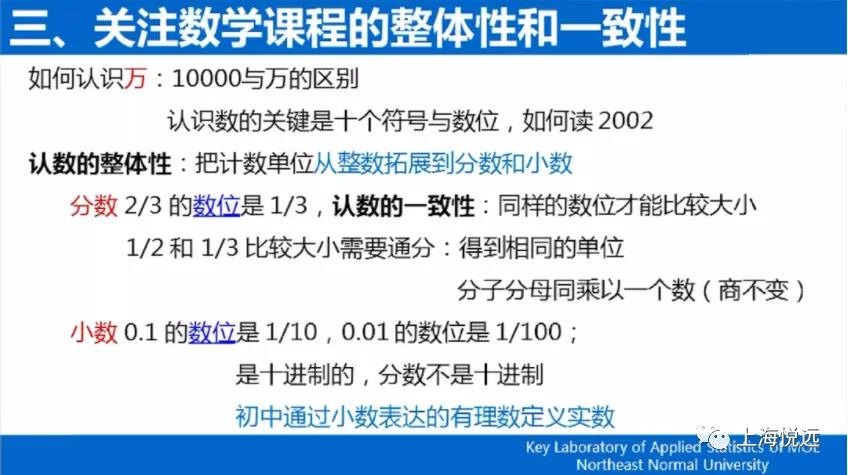 三、关注数学课程的整体性和一致性
如何认识万：10000与万的区别
认识数的关键是十个符号与数位，如何读 2002
认数的整体性：把计数单位从整数拓展到分数和小数
分数 2/3 的数位是 1/3，认数的一致性：同样的数位才能比较大小
1/2 和 1/3 比较大小需要通分：得到相同的单位
分子分母同乘以一个数（商不变）
小数 0.1 的数位是 1/10，0.01 的数位是 1/100；
是十进制的，分数不是十进制
初中通过小数表达的有理数定义实数
上海悦远
Key Laboratory of Applied Statistics of MOE
Northeast Normal University